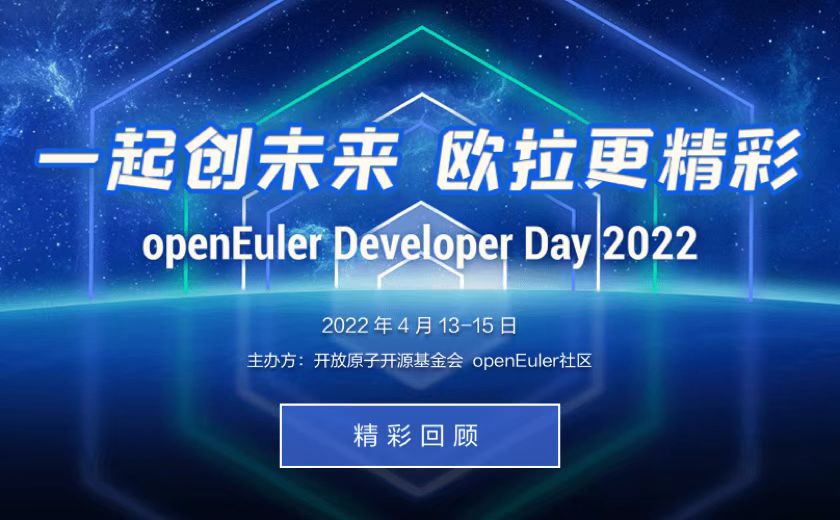 一起创未来 欧拉更精彩
openEuler Developer Day 2022
2022 年 4 月 13-15 日
主办方：开放原子开源基金会 openEuler社区
精彩回顾